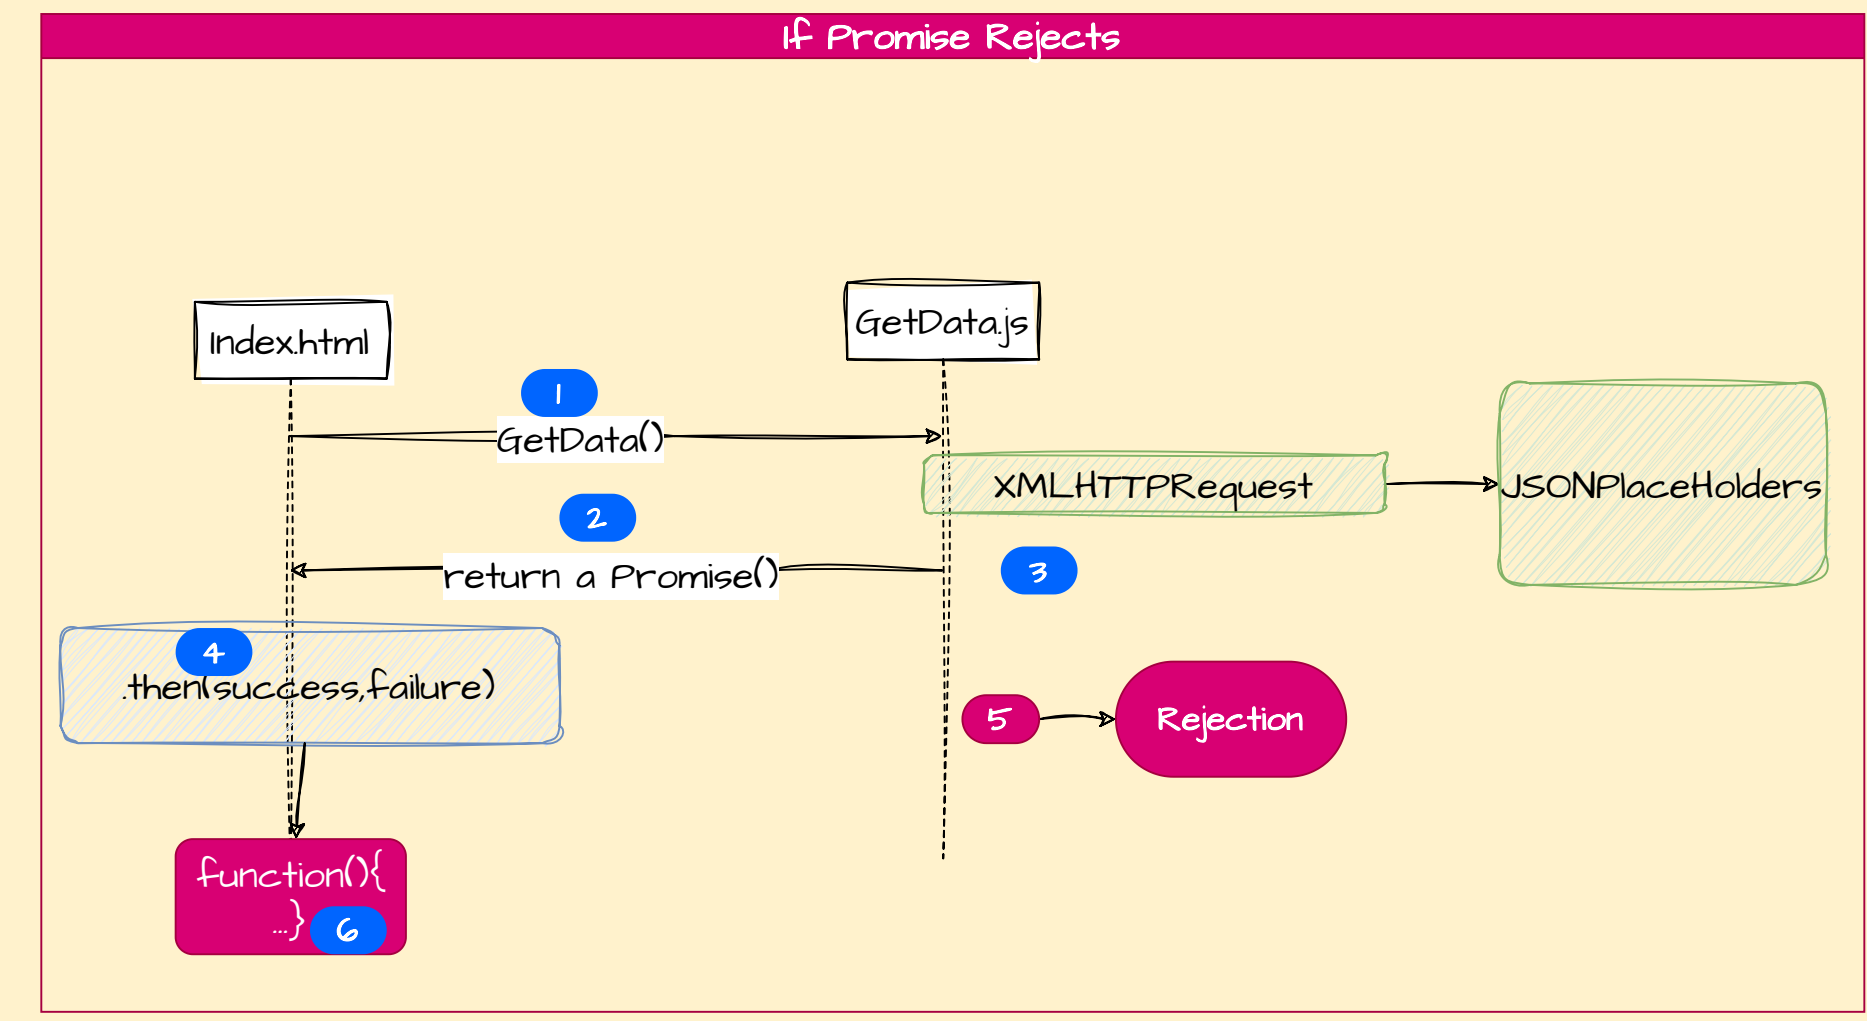 If Promise Rejects
Index.html
GetData.js
1
GetData()
XMLHTTPRequest
JSONPlaceHolders
2
return a Promise()
3
4
.then(success,failure)
5
Rejection
function(){
...}
6